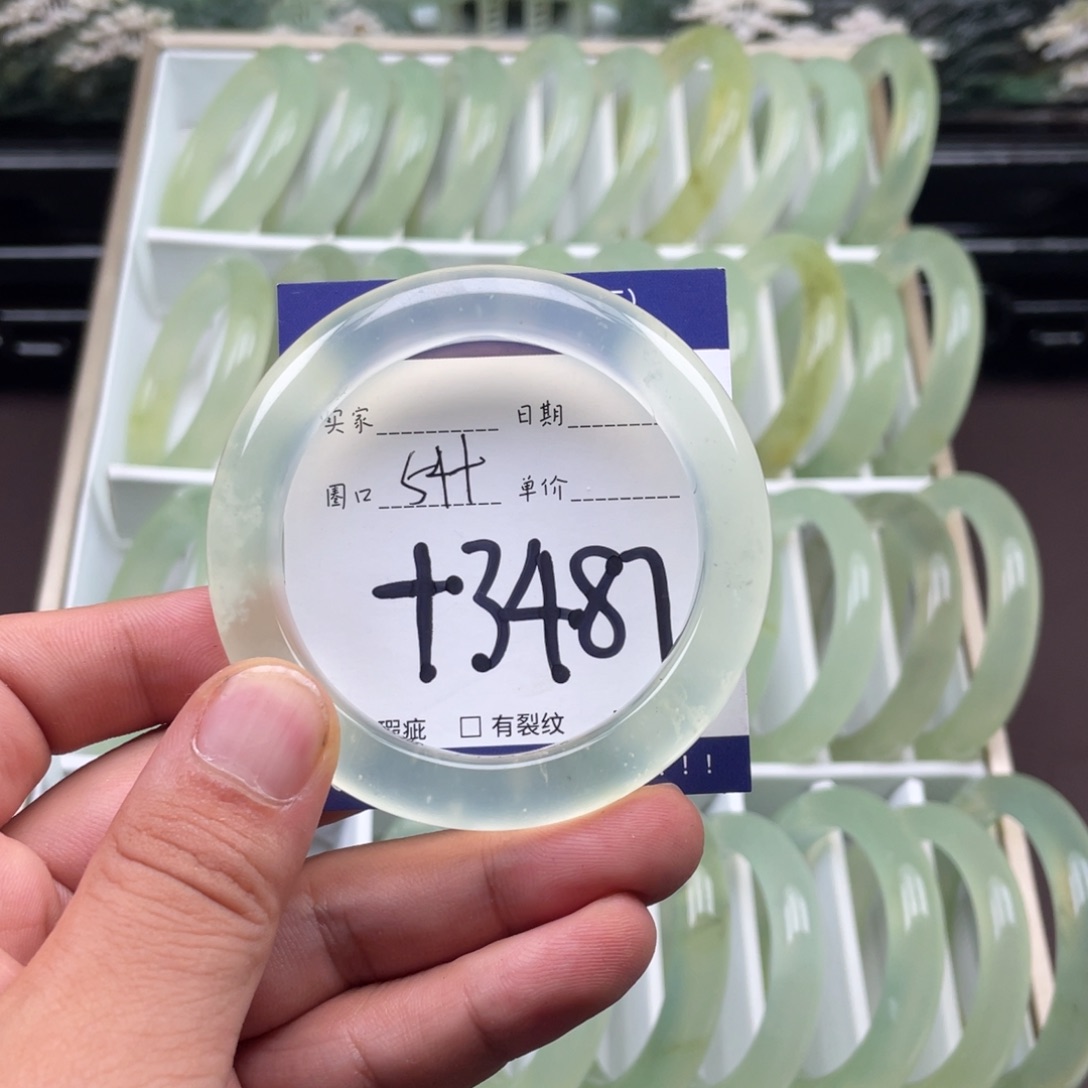 买家 日期
圈口 54+ 单价
+3487
瑕疵 □ 有裂纹
!!